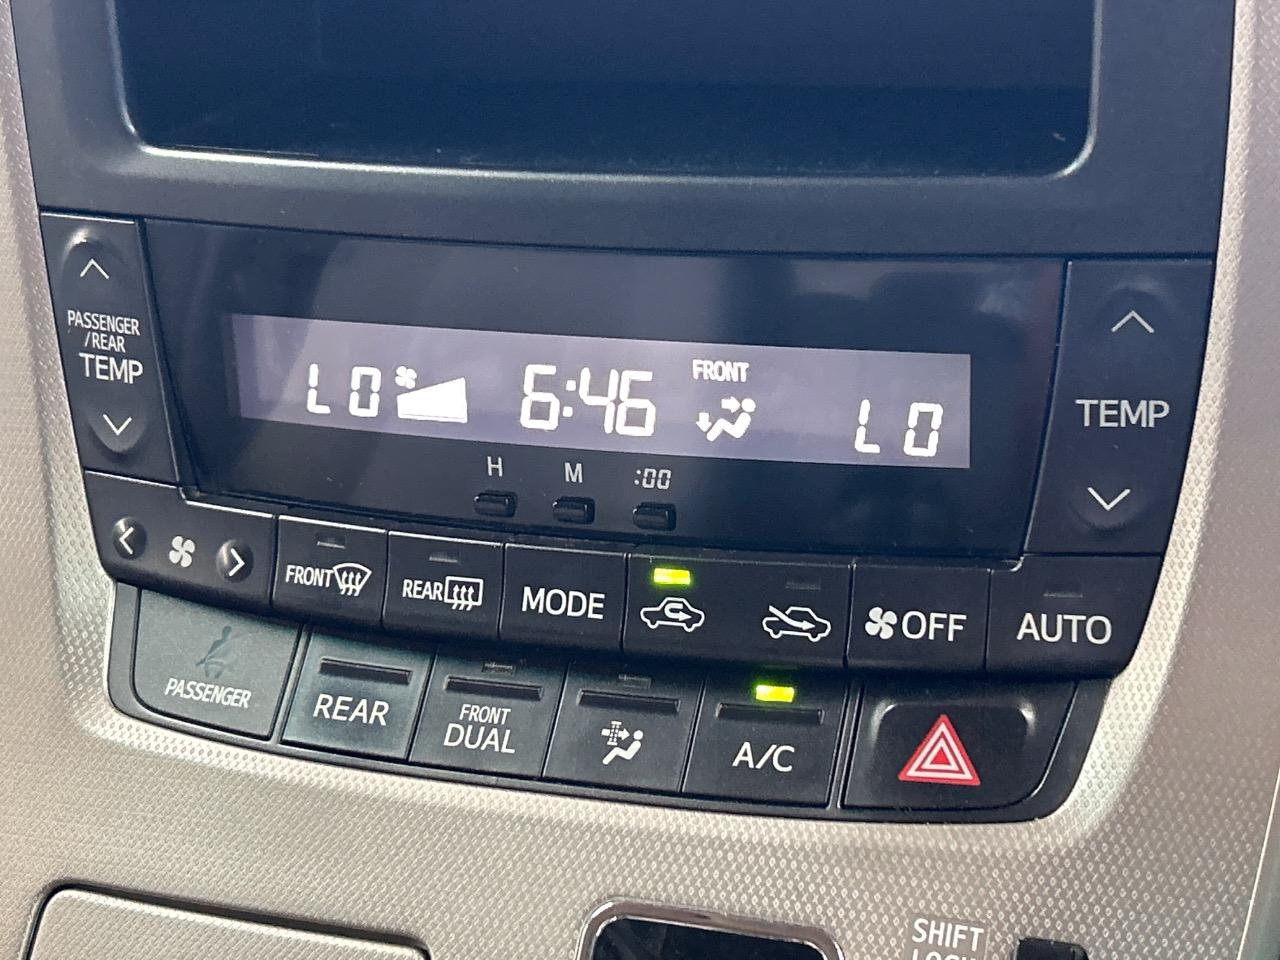 PASSENGER
/REAR
TEMP
LO 6:46 FRONT LO
TEMP
H M :00
FRONT REAR MODE OFF AUTO
PASSENGER
REAR
FRONT
DUAL
A/C
SHIFT
LOCK